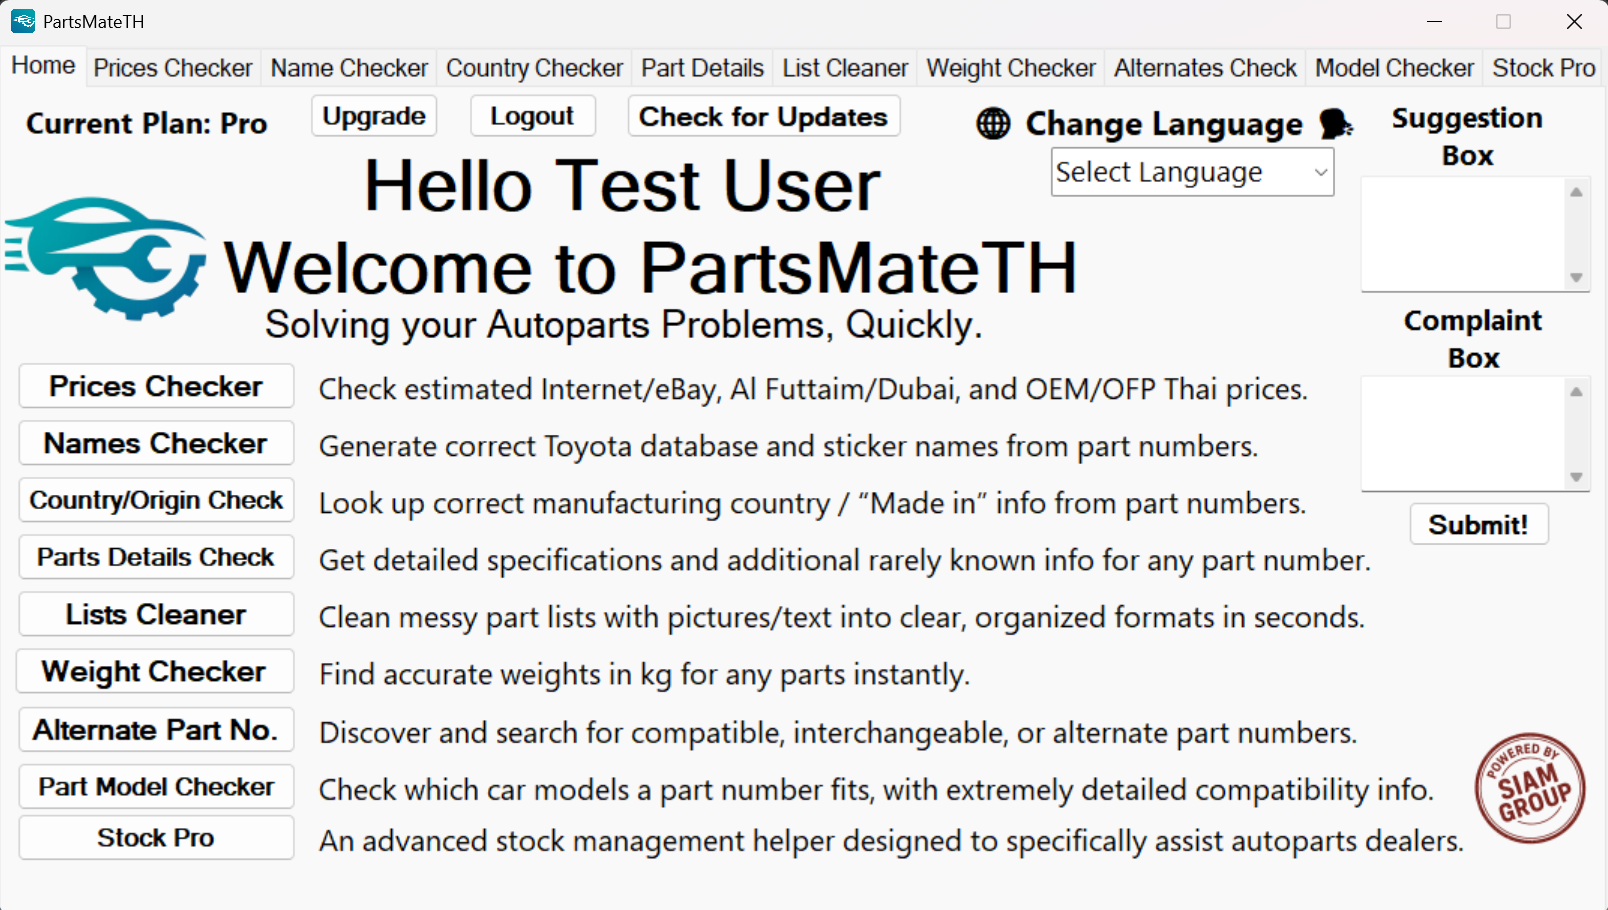 PartsMateTH
Home Prices Checker Name Checker Country Checker Part Details List Cleaner Weight Checker Alternates Check Model Checker Stock Pro
Current Plan: Pro
Upgrade
Logout
Check for Updates
Change Language
Select Language
Suggestion
Box
Hello Test User
Welcome to PartsMateTH
Solving your Autoparts Problems, Quickly.
Complaint
Box
Submit!
Prices Checker Check estimated Internet/eBay, Al Futtaim/Dubai, and OEM/OFP Thai prices.
Names Checker Generate correct Toyota database and sticker names from part numbers.
Country/Origin Check Look up correct manufacturing country / “Made in” info from part numbers.
Parts Details Check Get detailed specifications and additional rarely known info for any part number.
Lists Cleaner Clean messy part lists with pictures/text into clear, organized formats in seconds.
Weight Checker Find accurate weights in kg for any parts instantly.
Alternate Part No. Discover and search for compatible, interchangeable, or alternate part numbers.
Part Model Checker Check which car models a part number fits, with extremely detailed compatibility info.
Stock Pro An advanced stock management helper designed to specifically assist autoparts dealers.
POWERED BY
SIAM
GROUP